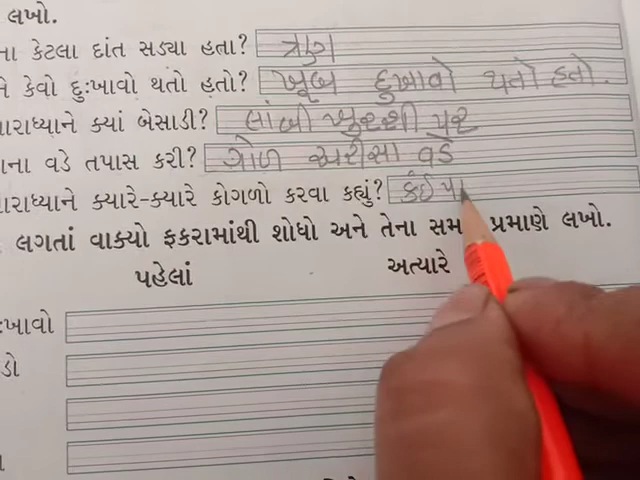 લખો.
ના કેટલા દાંત સડ્યા હતા? ત્રણ
ને કેવો દુઃખાવો થતો હતો? ખૂબ દુખાવો થતો હતો.
ારાધ્યાને ક્યાં બેસાડી? લાંબી ખુરશી પર
ાના વડે તપાસ કરી? ગોળ અરીસા વડે
ારાધ્યાને ક્યારે-ક્યારે કોગળો કરવા કહ્યું? કંઈ પ
લગતાં વાક્યો ફકરામાંથી શોધો અને તેના સમ પ્રમાણે લખો.
પહેલાં અત્યારે
ઃખાવો
ડો